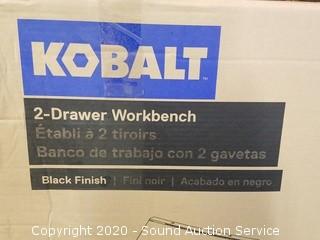 KOBALT™
2-Drawer Workbench
Établi à 2 tiroirs
Banco de trabajo con 2 gavetas
Black Finish | Fini noir | Acabado en negro
Copyright 2020 - Sound Auction Service